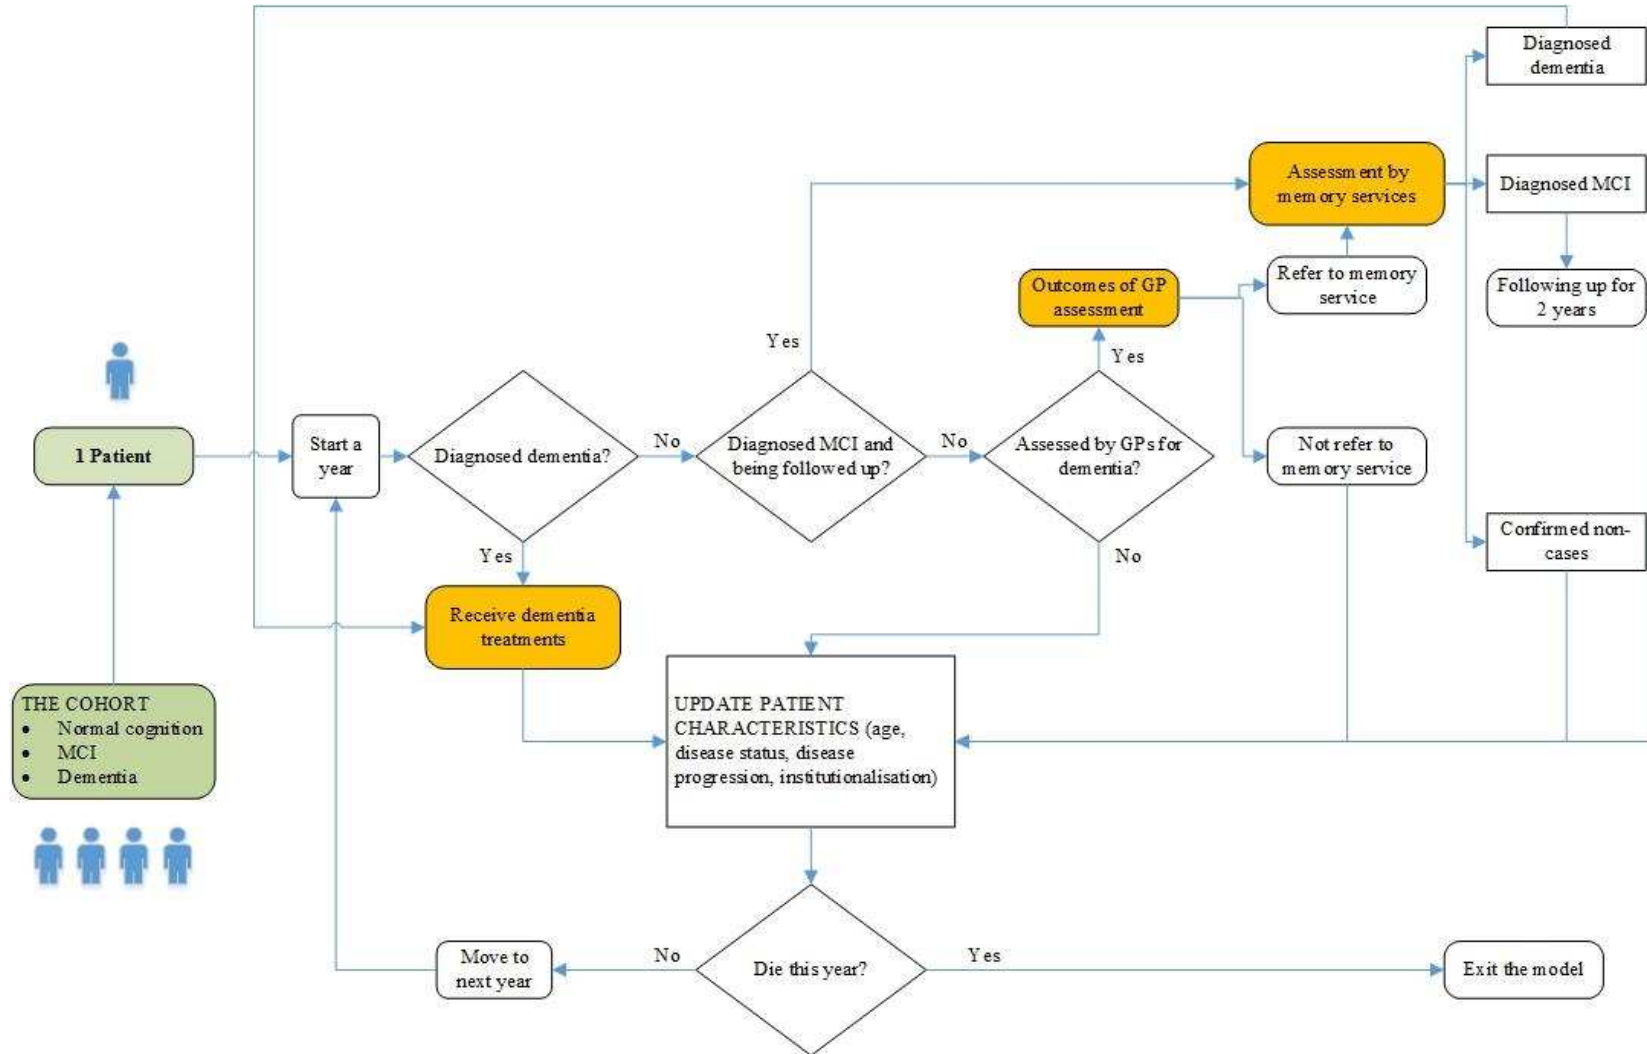 Diagnosed
dementia
Assessment by
memory services
Diagnosed MCI
Outcomes of GP
assessment
Refer to memory
service
Following up for
2 years
Yes
Yes
1 Patient
Start a
year
Diagnosed dementia?
No
Diagnosed MCI and
being followed up?
No
Assessed by GPs for
dementia?
Not refer to
memory service
Confirmed non-
cases
Yes
No
Receive dementia
treatments
THE COHORT
• Normal cognition
• MCI
• Dementia
UPDATE PATIENT
CHARACTERISTICS (age,
disease status, disease
progression, institutionalisation)
Move to
next year
No
Die this year?
Yes
Exit the model